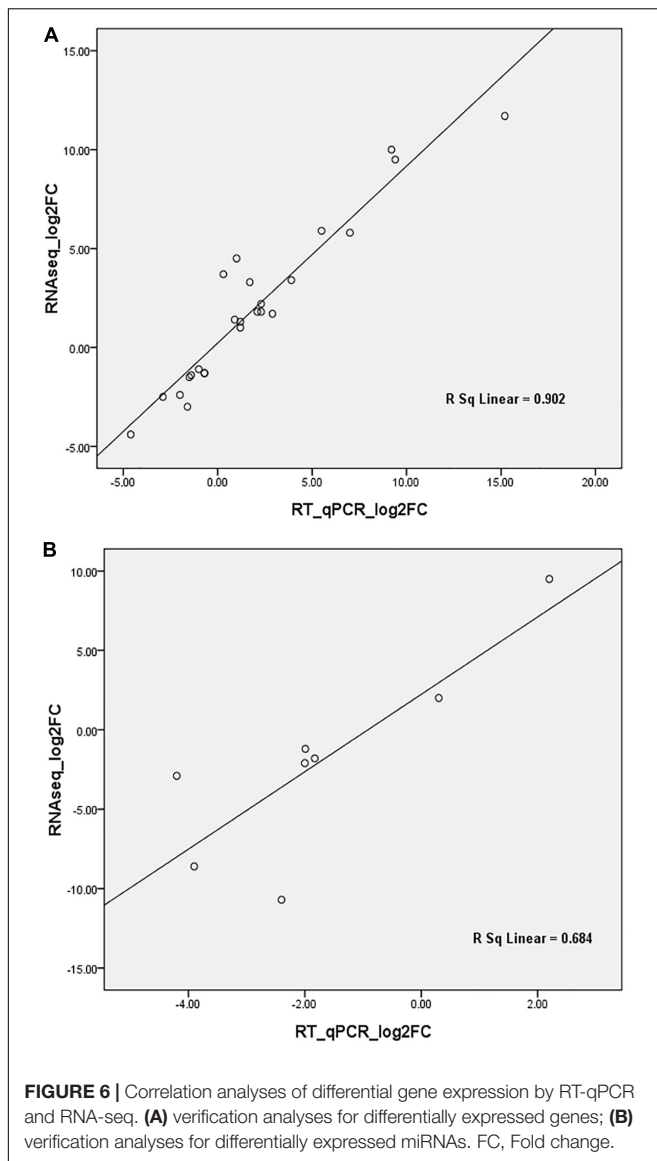 A
15.00
10.00
5.00
0.00
-5.00
RNAseq_log2FC
R Sq Linear = 0.902
-5.00 0.00 5.00 10.00 15.00 20.00
RT_qPCR_log2FC
B
10.00
5.00
0.00
-5.00
-10.00
-15.00
RNAseq_log2FC
R Sq Linear = 0.684
-4.00 -2.00 0.00 2.00
RT_qPCR_log2FC
FIGURE 6 | Correlation analyses of differential gene expression by RT-qPCR
and RNA-seq. (A) verification analyses for differentially expressed genes; (B)
verification analyses for differentially expressed miRNAs. FC, Fold change.